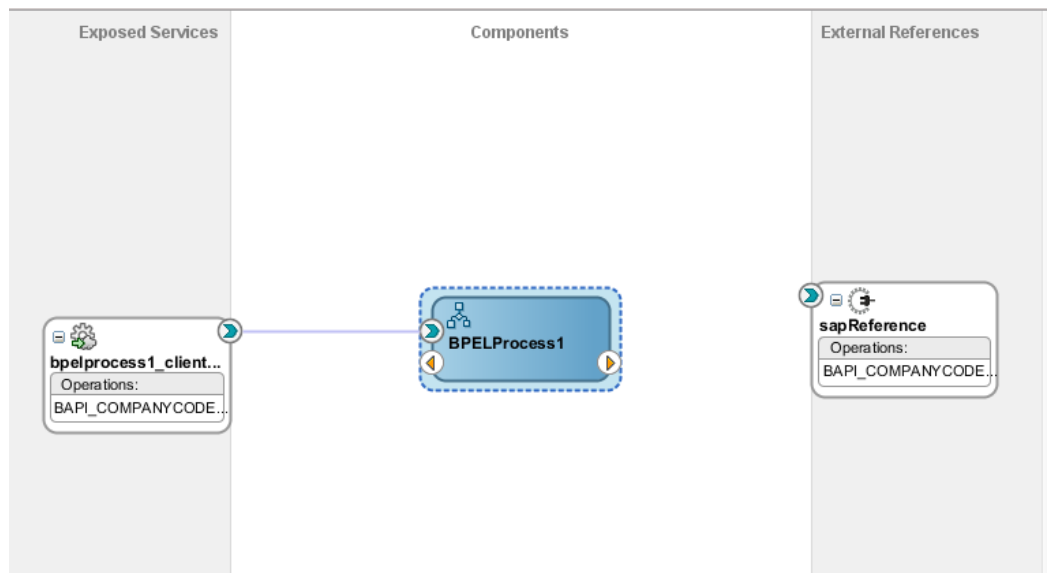 Exposed Services
Components
External References
bpelprocess1_client...
Operations:
BAPI_COMPANYCODE...
BPELProcess1
sapReference
Operations:
BAPI_COMPANYCODE...